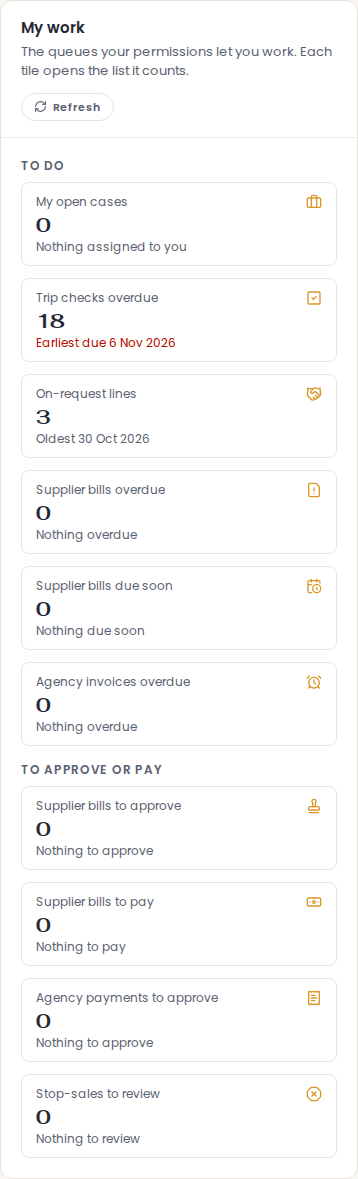 My work
The queues your permissions let you work. Each
tile opens the list it counts.
Refresh
TO DO
My open cases
0
Nothing assigned to you
Trip checks overdue
18
Earliest due 6 Nov 2026
On-request lines
3
Oldest 30 Oct 2026
Supplier bills overdue
0
Nothing overdue
Supplier bills due soon
0
Nothing due soon
Agency invoices overdue
0
Nothing overdue
TO APPROVE OR PAY
Supplier bills to approve
0
Nothing to approve
Supplier bills to pay
0
Nothing to pay
Agency payments to approve
0
Nothing to approve
Stop-sales to review
0
Nothing to review